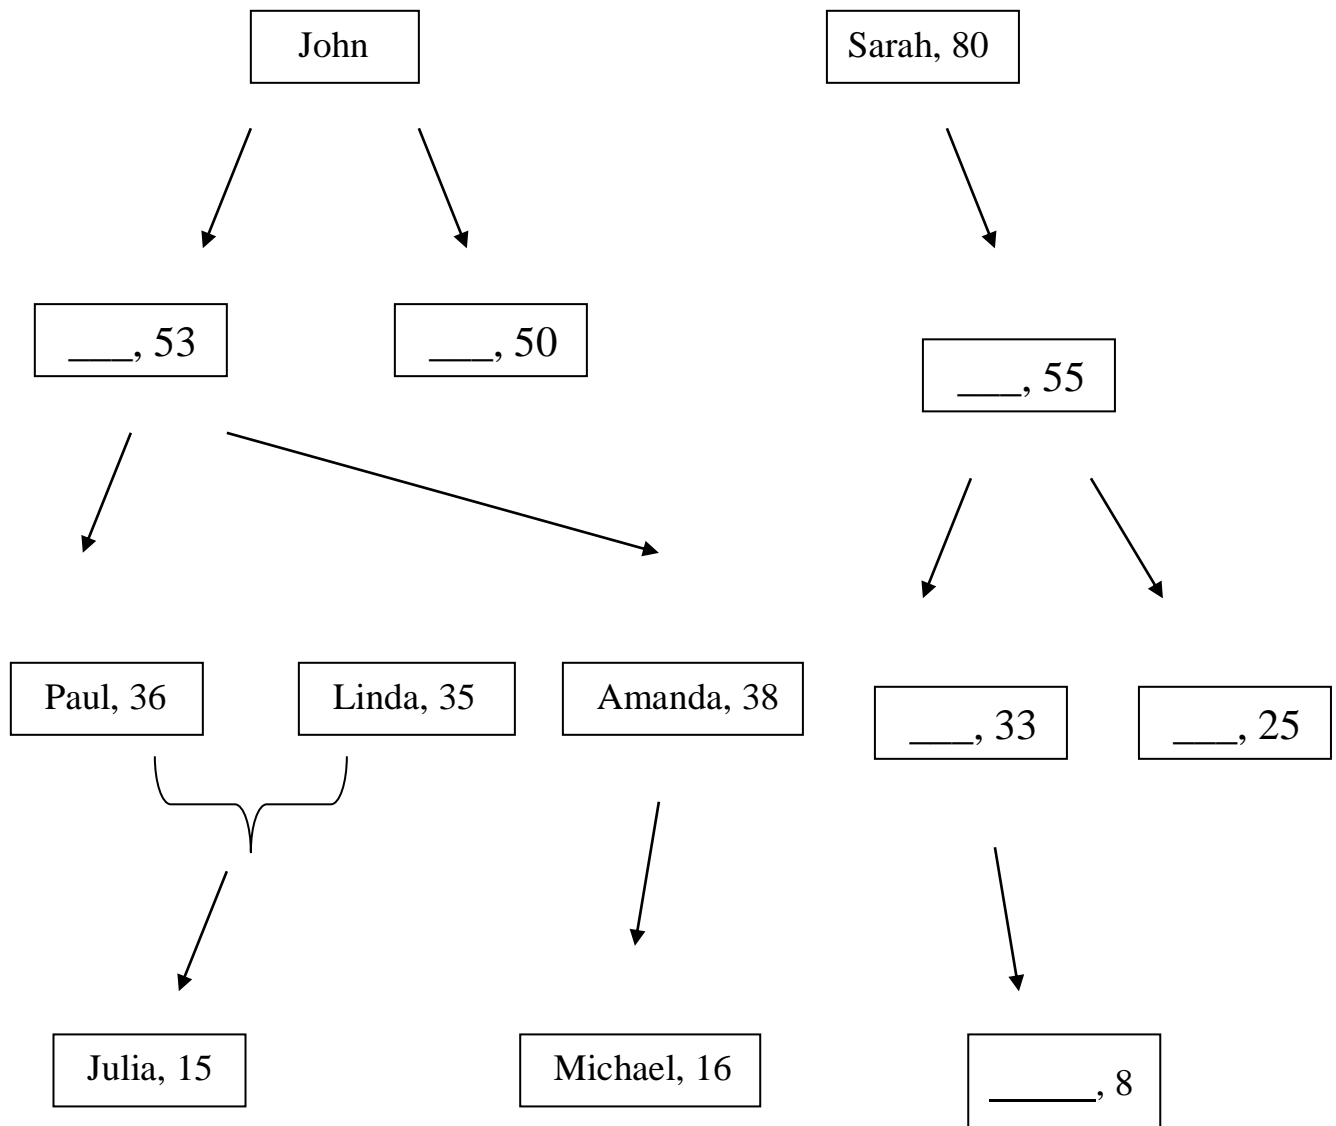 John
Sarah, 80
___, 53
___, 50
___, 55
Paul, 36
Linda, 35
Amanda, 38
___, 33
___, 25
Julia, 15
Michael, 16
_____, 8